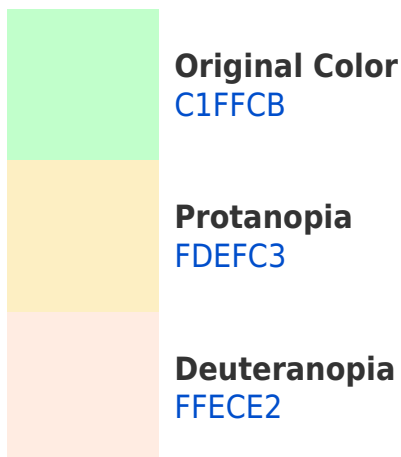 Original Color
C1FFCB
Protanopia
FDEFC3
Deuteranopia
FFECE2